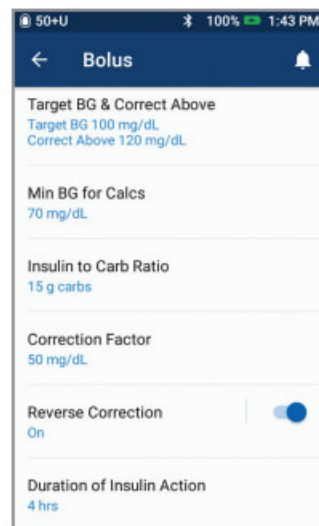 50+U 100% 1:43 PM
Bolus
Target BG & Correct Above
Target BG 100 mg/dL
Correct Above 120 mg/dL
Min BG for Calcs
70 mg/dL
Insulin to Carb Ratio
15 g carbs
Correction Factor
50 mg/dL
Reverse Correction
On
Duration of Insulin Action
4 hrs